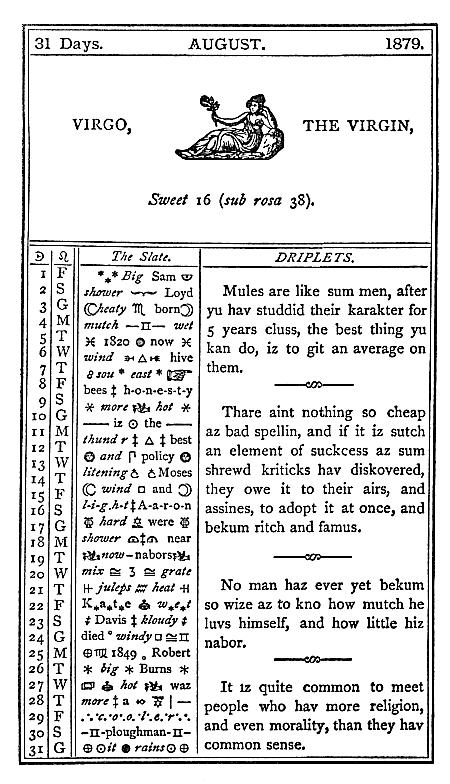 31 Days. AUGUST. 1879.
VIRGO, THE VIRGIN,
Sweet 16 (sub rosa 38).
☽ ♌ The Slate.
1 F *⁎* Big Sam
2 S shower Loyd
3 G Cheaty ♏ born
4 M mutch —♊— wet
5 T ♓ 1820 now ♓
6 W wind △ hive
7 T 8 sou * east * ☞
8 F bees ‡ h-o-n-e-s-t-y
9 S * more hot *
10 G — iz ⊙ the —
11 M thund r ‡ △ ‡ best
12 T and policy
13 W litening Moses
14 T wind □ and
15 F l-i-g-h-t ‡ A-a-r-o-n
16 S hard were
17 G shower ‡ near
18 M now – nabors
19 T mix ≅ 3 ≅ grate
20 W juleps heat
21 T K⁎a⁎t⁎e w⁎e⁎t
22 F ‡ Davis ‡ kloudy ‡
23 S died ° windy □ ≅ ♊
24 G ⊕ ♏ 1849 Robert
25 M * big * Burns *
26 T hot waz
27 W more ‡ a | —
28 T c·o·o·l·e·r
29 F -♊-ploughman-♊-
30 S ⊕⊙it ● rains⊙⊕
31 G
DRIPLETS.
Mules are like sum men, after
yu hav studdid their karakter for
5 years cluss, the best thing yu
kan do, iz to git an average on
them.
Thare aint nothing so cheap
az bad spellin, and if it iz sutch
an element of suckcess az sum
shrewd kriticks hav diskovered,
they owe it to their airs, and
assines, to adopt it at once, and
bekum ritch and famus.
No man haz ever yet bekum
so wize az to kno how mutch he
luvs himself, and how little hiz
nabor.
It iz quite common to meet
people who hav more religion,
and even morality, than they hav
common sense.